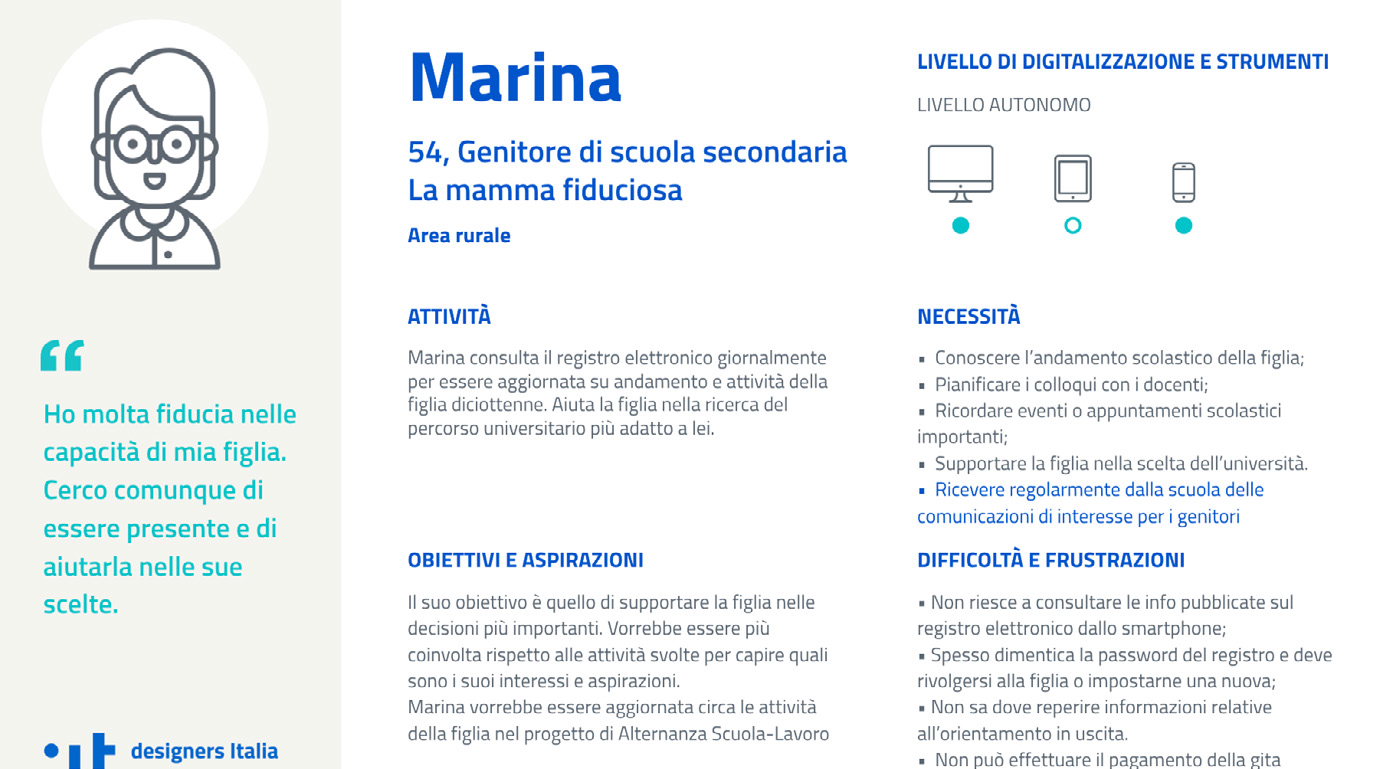 Marina
54, Genitore di scuola secondaria
La mamma fiduciosa
Area rurale
LIVELLO DI DIGITALIZZAZIONE E STRUMENTI
LIVELLO AUTONOMO
“
Ho molta fiducia nelle
capacità di mia figlia.
Cerco comunque di
essere presente e di
aiutarla nelle sue
scelte.
ATTIVITÀ
Marina consulta il registro elettronico giornalmente
per essere aggiornata su andamento e attività della
figlia diciottenne. Aiuta la figlia nella ricerca del
percorso universitario più adatto a lei.
NECESSITÀ
▪ Conoscere l’andamento scolastico della figlia;
▪ Pianificare i colloqui con i docenti;
▪ Ricordare eventi o appuntamenti scolastici
importanti;
▪ Supportare la figlia nella scelta dell’università.
▪ Ricevere regolarmente dalla scuola delle
comunicazioni di interesse per i genitori
OBIETTIVI E ASPIRAZIONI
Il suo obiettivo è quello di supportare la figlia nelle
decisioni più importanti. Vorrebbe essere più
coinvolta rispetto alle attività svolte per capire quali
sono i suoi interessi e aspirazioni.
Marina vorrebbe essere aggiornata circa le attività
della figlia nel progetto di Alternanza Scuola-Lavoro
DIFFICOLTÀ E FRUSTRAZIONI
▪ Non riesce a consultare le info pubblicate sul
registro elettronico dallo smartphone;
▪ Spesso dimentica la password del registro e deve
rivolgersi alla figlia o impostarne una nuova;
▪ Non sa dove reperire informazioni relative
all’orientamento in uscita.
▪ Non può effettuare il pagamento della gita
designers Italia